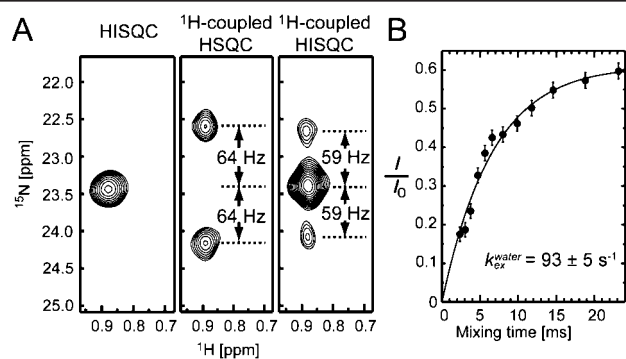 A
HISQC
¹H-coupled HSQC
¹H-coupled HISQC
22.0
22.5
23.0
23.5
24.0
24.5
25.0
¹⁵N [ppm]
64 Hz
64 Hz
59 Hz
59 Hz
0.9 0.8 0.7
0.9 0.8 0.7
0.9 0.8 0.7
¹H [ppm]
B
0.6
0.5
0.4
0.3
0.2
0.1
0
I/I₀
k_ex^water = 93 ± 5 s⁻¹
0 5 10 15 20
Mixing time [ms]